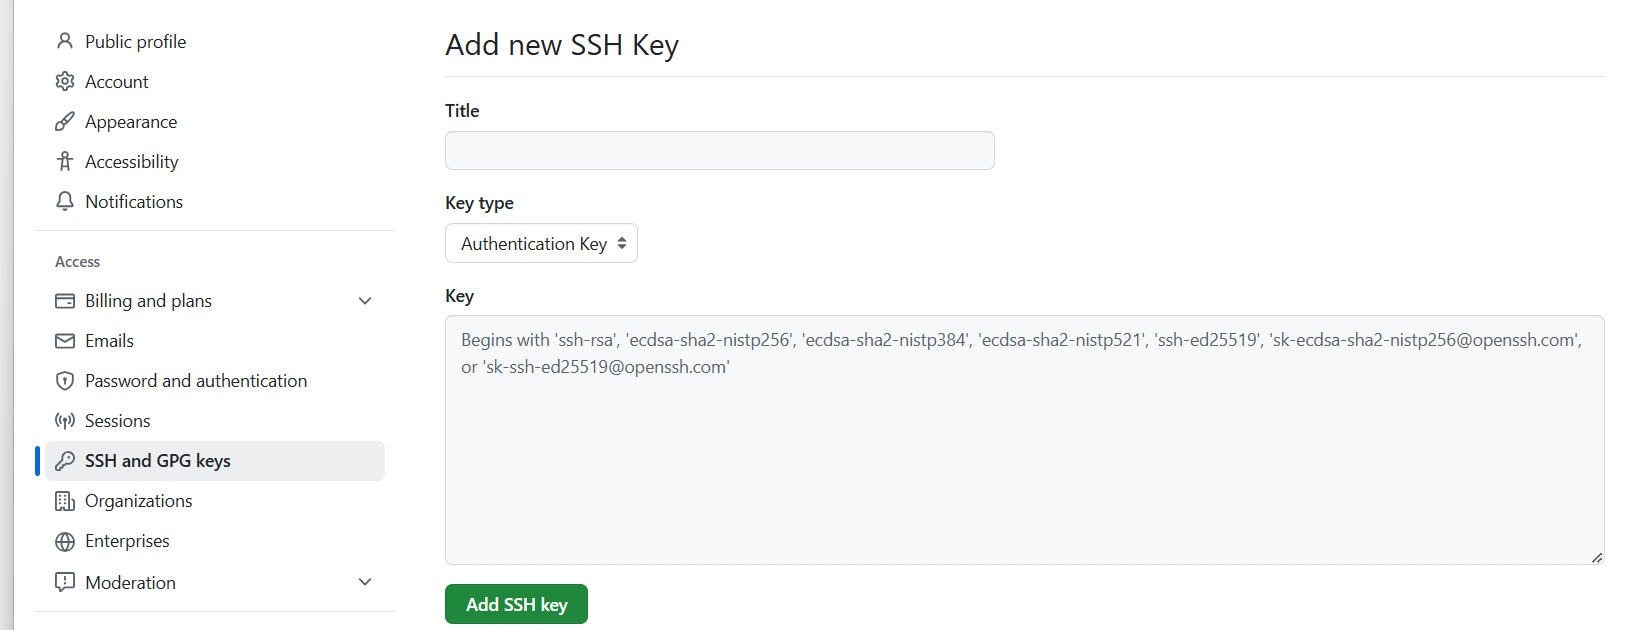 Public profile
Account
Appearance
Accessibility
Notifications
Access
Billing and plans
Emails
Password and authentication
Sessions
SSH and GPG keys
Organizations
Enterprises
Moderation
Add new SSH Key
Title
Key type
Authentication Key
Key
Begins with 'ssh-rsa', 'ecdsa-sha2-nistp256', 'ecdsa-sha2-nistp384', 'ecdsa-sha2-nistp521', 'ssh-ed25519', 'sk-ecdsa-sha2-nistp256@openssh.com',
or 'sk-ssh-ed25519@openssh.com'
Add SSH key